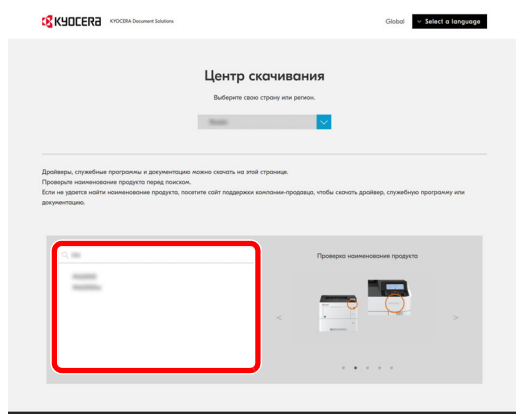 KYOCERA KYOCERA Document Solutions
Global Select a language
Центр скачивания
Выберите свою страну или регион.
Драйверы, служебные программы и документацию можно скачать на этой странице.
Проверьте наименование продукта перед поиском.
Если не удается найти наименование продукта, посетите сайт поддержки компании-продавца, чтобы скачать драйвер, служебную программу или
документацию.
Проверка наименования продукта